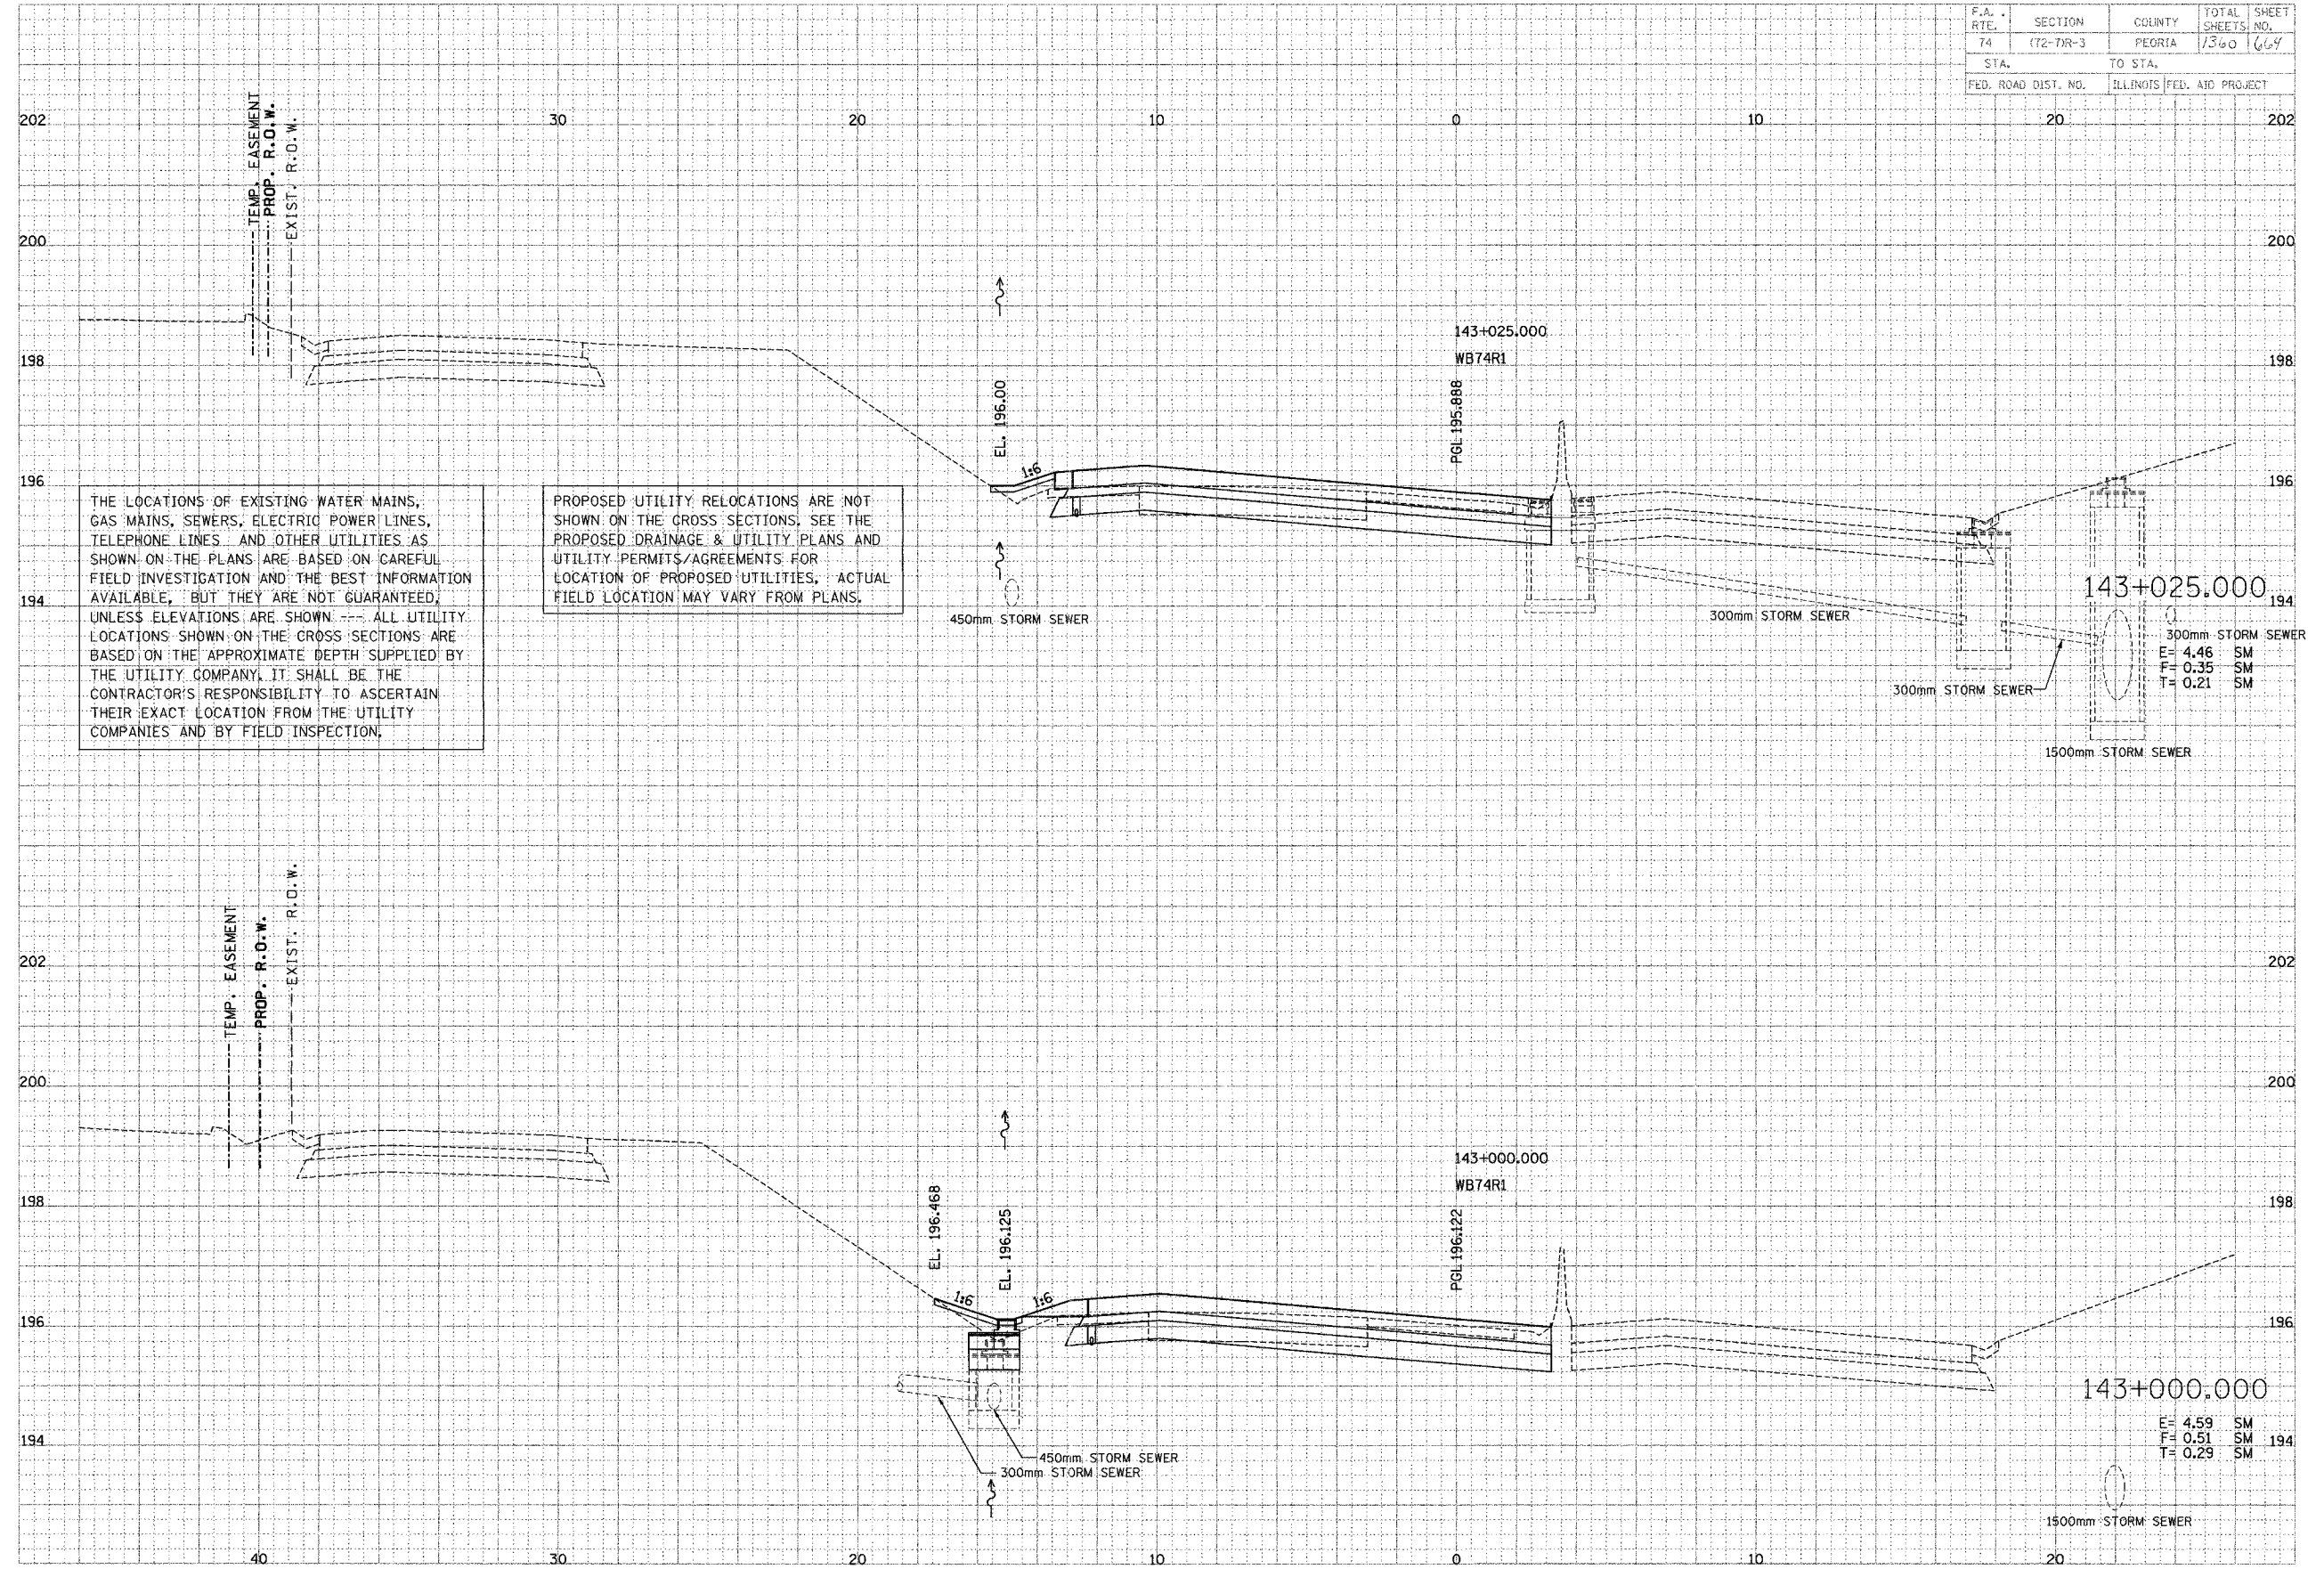 F.A. RTE. SECTION COUNTY TOTAL SHEETS SHEET NO.
74 (72-7)R-3 PEORIA 1360 664
STA. TO STA.
FED. ROAD DIST. NO. ILLINOIS FED. AID PROJECT
202 30 20 10 0 10 20 202
TEMP. EASEMENT
PROP. R.O.W.
EXIST. R.O.W.
200 200
143+025.000
WB74R1
198 198
EL. 196.00
PGL 195.888
1:6
196 196
THE LOCATIONS OF EXISTING WATER MAINS,
GAS MAINS, SEWERS, ELECTRIC POWER LINES,
TELEPHONE LINES AND OTHER UTILITIES AS
SHOWN ON THE PLANS ARE BASED ON CAREFUL
FIELD INVESTIGATION AND THE BEST INFORMATION
AVAILABLE, BUT THEY ARE NOT GUARANTEED,
UNLESS ELEVATIONS ARE SHOWN --- ALL UTILITY
LOCATIONS SHOWN ON THE CROSS SECTIONS ARE
BASED ON THE APPROXIMATE DEPTH SUPPLIED BY
THE UTILITY COMPANY. IT SHALL BE THE
CONTRACTOR'S RESPONSIBILITY TO ASCERTAIN
THEIR EXACT LOCATION FROM THE UTILITY
COMPANIES AND BY FIELD INSPECTION.
PROPOSED UTILITY RELOCATIONS ARE NOT
SHOWN ON THE CROSS SECTIONS. SEE THE
PROPOSED DRAINAGE & UTILITY PLANS AND
UTILITY PERMITS/AGREEMENTS FOR
LOCATION OF PROPOSED UTILITIES, ACTUAL
FIELD LOCATION MAY VARY FROM PLANS.
194 143+025.000 194
450mm STORM SEWER
300mm STORM SEWER
300mm STORM SEWER
E= 4.46 SM
F= 0.35 SM
T= 0.21 SM
300mm STORM SEWER
1500mm STORM SEWER
TEMP. EASEMENT
PROP. R.O.W.
EXIST. R.O.W.
202 202
200 200
143+000.000
WB74R1
198 198
EL. 196.468
EL. 196.125
PGL 196.122
1:6
1:6
196 196
143+000.000
E= 4.59 SM
F= 0.51 SM
T= 0.29 SM
194 194
450mm STORM SEWER
300mm STORM SEWER
1500mm STORM SEWER
40 30 20 10 0 10 20